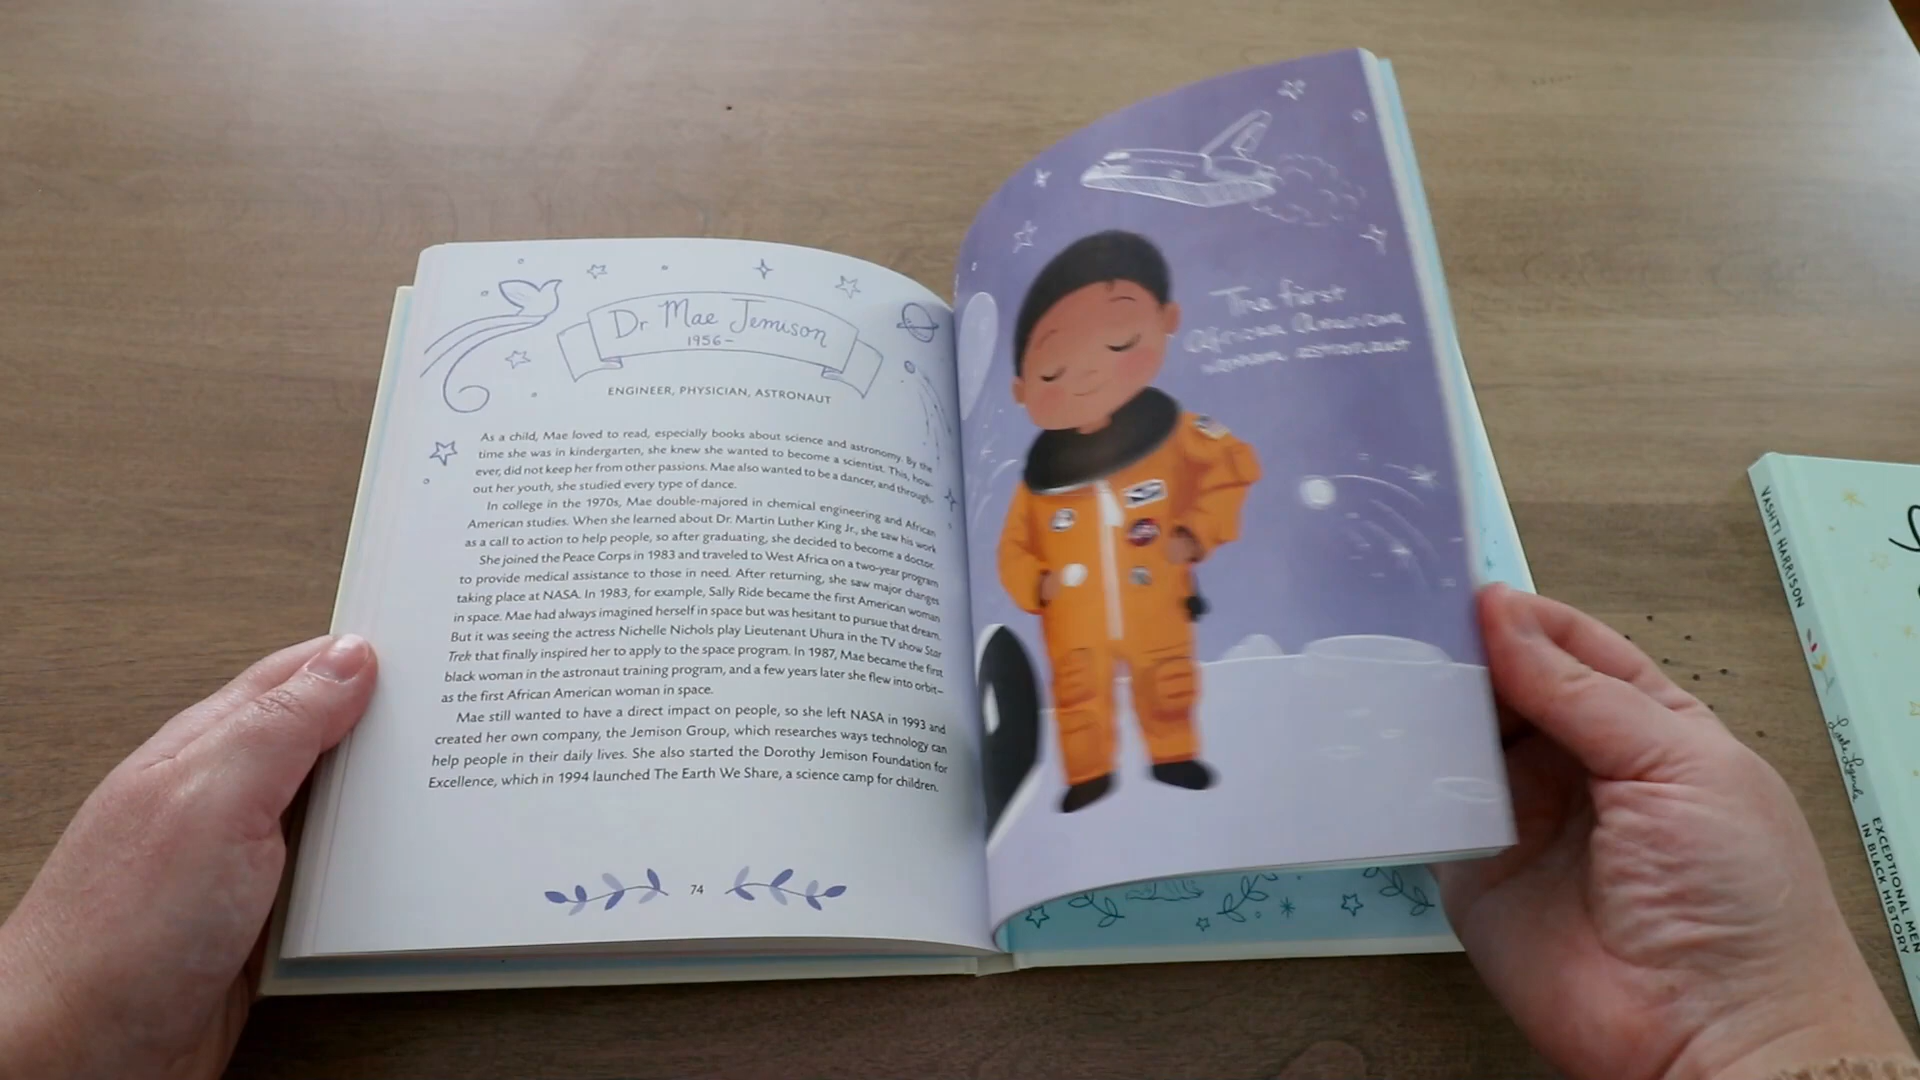 Dr Mae Jemison
1956–
ENGINEER, PHYSICIAN, ASTRONAUT
As a child, Mae loved to read, especially books about science and astronomy. By the
time she was in kindergarten, she knew she wanted to become a scientist. This, how-
ever, did not keep her from other passions. Mae also wanted to be a dancer, and through-
out her youth, she studied every type of dance.
In college in the 1970s, Mae double-majored in chemical engineering and African
American studies. When she learned about Dr. Martin Luther King Jr., she saw his work
as a call to action to help people, so after graduating, she decided to become a doctor.
She joined the Peace Corps in 1983 and traveled to West Africa on a two-year program
to provide medical assistance to those in need. After returning, she saw major changes
taking place at NASA. In 1983, for example, Sally Ride became the first American woman
in space. Mae had always imagined herself in space but was hesitant to pursue that dream.
But it was seeing the actress Nichelle Nichols play Lieutenant Uhura in the TV show Star
Trek that finally inspired her to apply to the space program. In 1987, Mae became the first
black woman in the astronaut training program, and a few years later she flew into orbit—
as the first African American woman in space.
Mae still wanted to have a direct impact on people, so she left NASA in 1993 and
created her own company, the Jemison Group, which researches ways technology can
help people in their daily lives. She also started the Dorothy Jemison Foundation for
Excellence, which in 1994 launched The Earth We Share, a science camp for children.
74
The first
African American
woman astronaut
VASHTI HARRISON
Little Legends
EXCEPTIONAL MEN
IN BLACK HISTORY